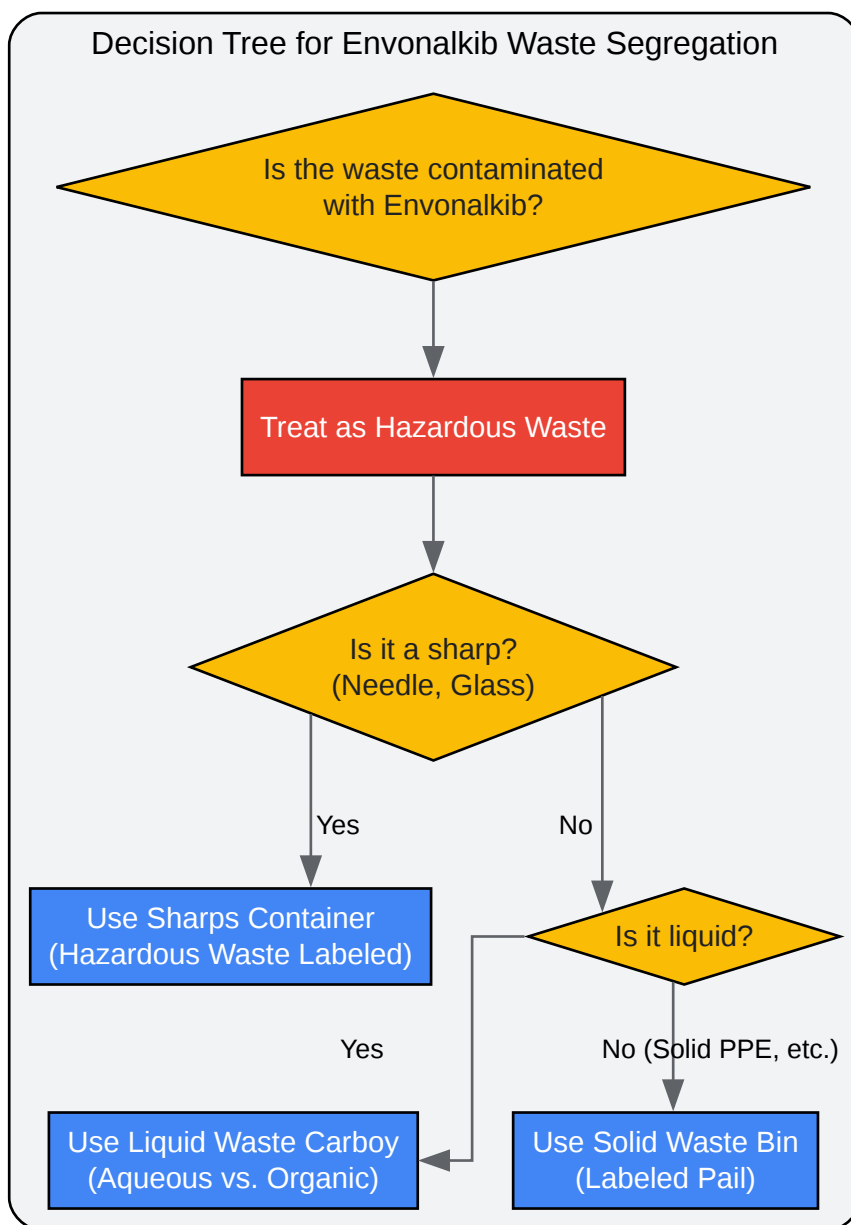 Decision Tree for Envonalkib Waste Segregation
Is the waste contaminated
with Envonalkib?
Treat as Hazardous Waste
Is it a sharp?
(Needle, Glass)
Yes
No
Use Sharps Container
(Hazardous Waste Labeled)
Is it liquid?
Yes
No (Solid PPE, etc.)
Use Liquid Waste Carboy
(Aqueous vs. Organic)
Use Solid Waste Bin
(Labeled Pail)